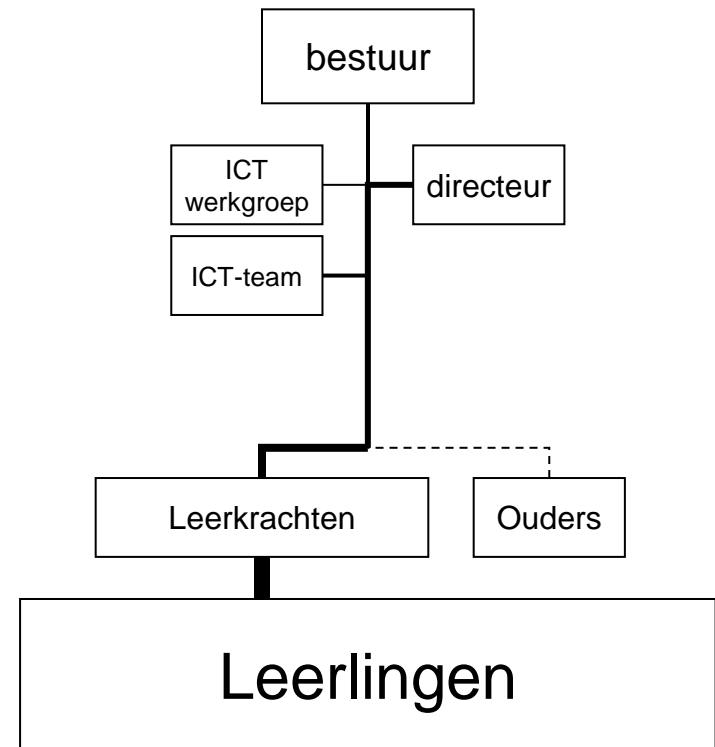 bestuur
ICT
werkgroep
directeur
ICT-team
Leerkrachten
Ouders
Leerlingen